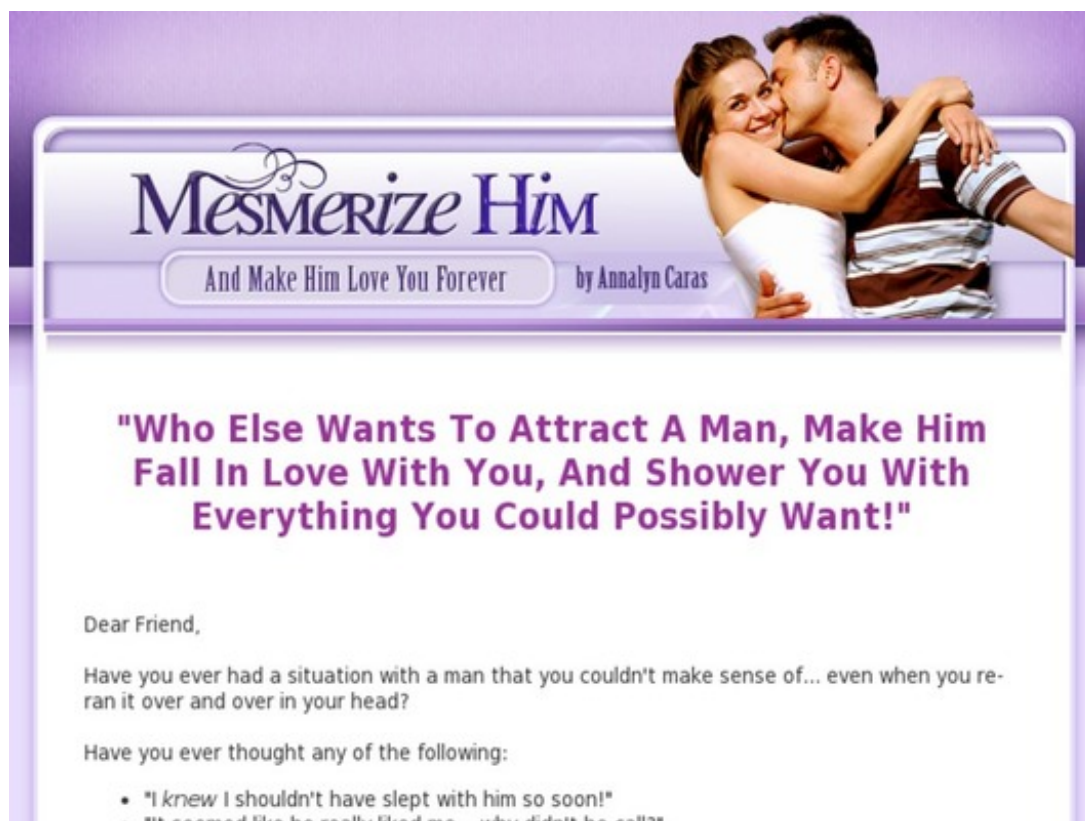 Mesmerize Him
And Make Him Love You Forever
by Annalyn Caras
"Who Else Wants To Attract A Man, Make Him
Fall In Love With You, And Shower You With
Everything You Could Possibly Want!"
Dear Friend,
Have you ever had a situation with a man that you couldn't make sense of... even when you re-
ran it over and over in your head?
Have you ever thought any of the following:
• "I knew I shouldn't have slept with him so soon!"